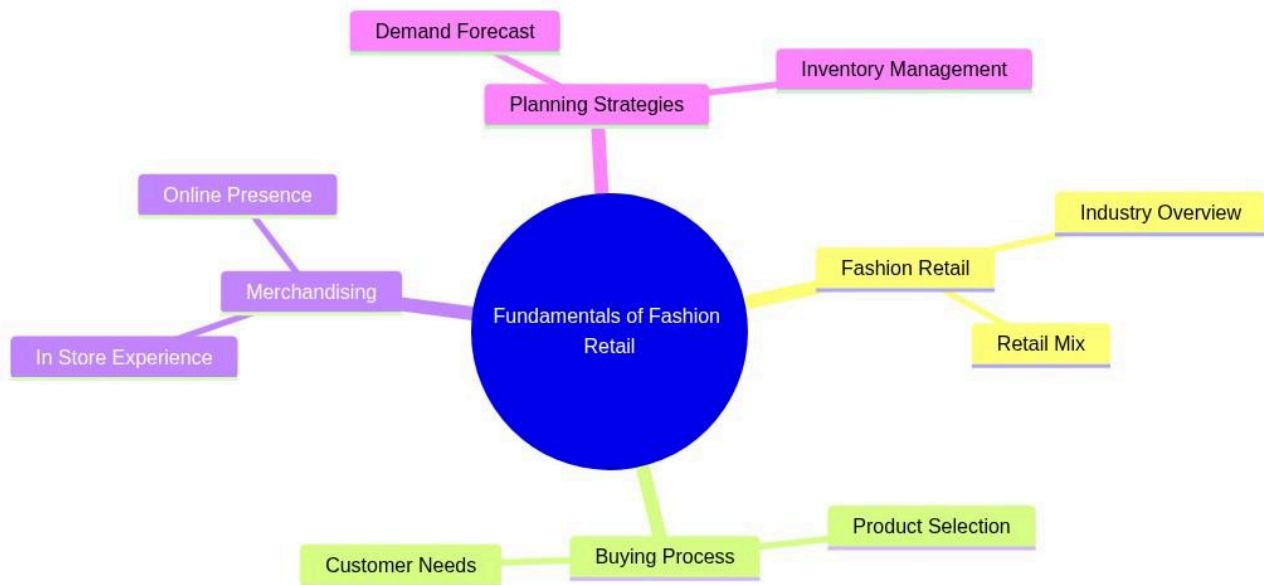 Demand Forecast
Inventory Management
Planning Strategies
Online Presence
Industry Overview
Fashion Retail
Merchandising
Fundamentals of Fashion
Retail
Retail Mix
In Store Experience
Product Selection
Buying Process
Customer Needs